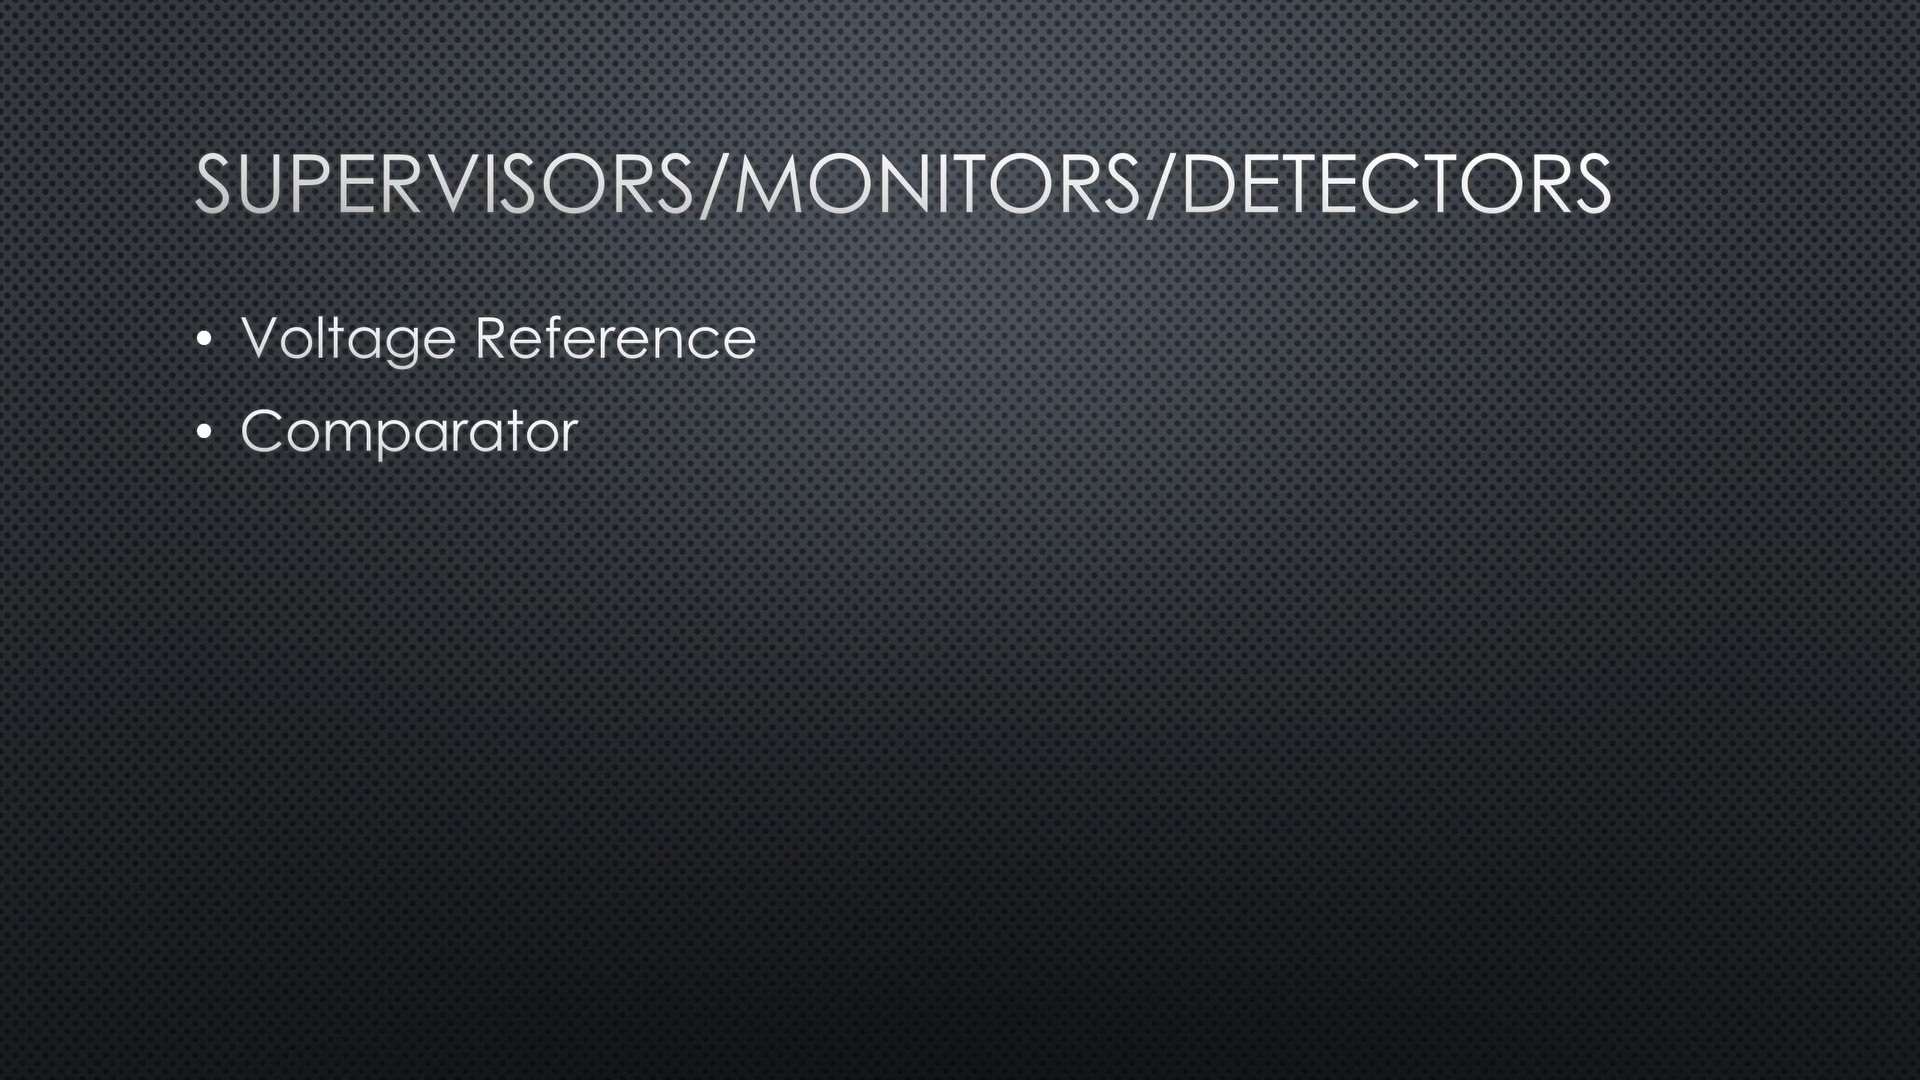 SUPERVISORS/MONITORS/DETECTORS
• Voltage Reference
• Comparator